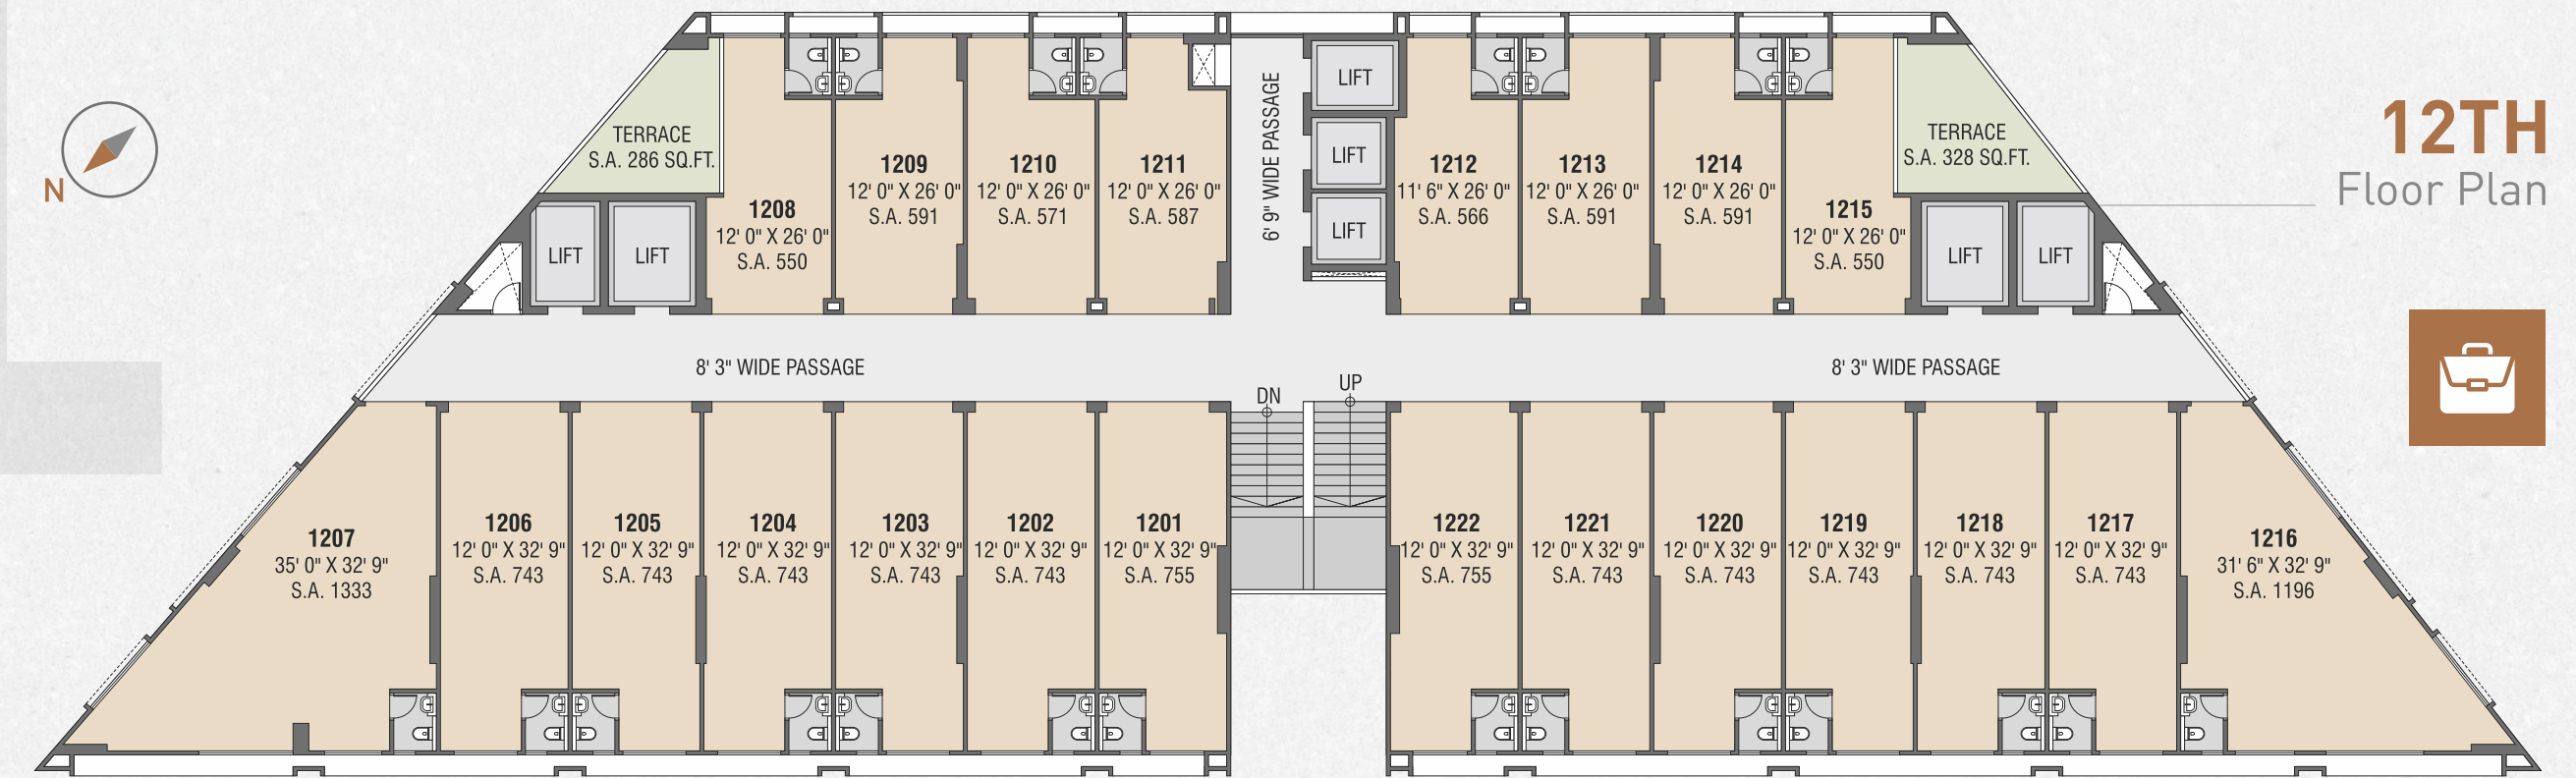 12TH
Floor Plan
N
TERRACE
S.A. 286 SQ.FT.
LIFT
LIFT
1208
12' 0" X 26' 0"
S.A. 550
1209
12' 0" X 26' 0"
S.A. 591
1210
12' 0" X 26' 0"
S.A. 571
1211
12' 0" X 26' 0"
S.A. 587
6' 9" WIDE PASSAGE
LIFT
LIFT
LIFT
1212
11' 6" X 26' 0"
S.A. 566
1213
12' 0" X 26' 0"
S.A. 591
1214
12' 0" X 26' 0"
S.A. 591
1215
12' 0" X 26' 0"
S.A. 550
TERRACE
S.A. 328 SQ.FT.
LIFT
LIFT
8' 3" WIDE PASSAGE
8' 3" WIDE PASSAGE
DN
UP
1207
35' 0" X 32' 9"
S.A. 1333
1206
12' 0" X 32' 9"
S.A. 743
1205
12' 0" X 32' 9"
S.A. 743
1204
12' 0" X 32' 9"
S.A. 743
1203
12' 0" X 32' 9"
S.A. 743
1202
12' 0" X 32' 9"
S.A. 743
1201
12' 0" X 32' 9"
S.A. 755
1222
12' 0" X 32' 9"
S.A. 755
1221
12' 0" X 32' 9"
S.A. 743
1220
12' 0" X 32' 9"
S.A. 743
1219
12' 0" X 32' 9"
S.A. 743
1218
12' 0" X 32' 9"
S.A. 743
1217
12' 0" X 32' 9"
S.A. 743
1216
31' 6" X 32' 9"
S.A. 1196